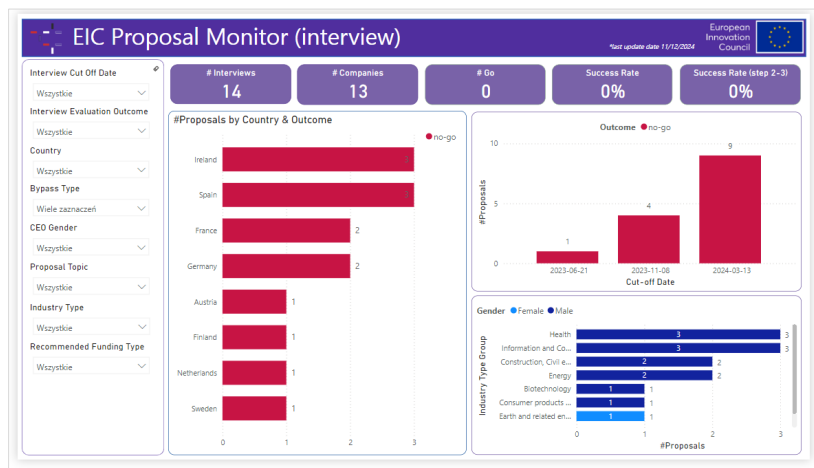 EIC Proposal Monitor (interview)
*last update date 11/12/2024
European
Innovation
Council
Interview Cut Off Date
Wszystkie
Interview Evaluation Outcome
Wszystkie
Country
Wszystkie
Bypass Type
Wiele zaznaczeń
CEO Gender
Wszystkie
Proposal Topic
Wszystkie
Industry Type
Wszystkie
Recommended Funding Type
Wszystkie
# Interviews
14
# Companies
13
# Go
0
Success Rate
0%
Success Rate (step 2-3)
0%
#Proposals by Country & Outcome
no-go
Ireland 3
Spain 3
France 2
Germany 2
Austria 1
Finland 1
Netherlands 1
Sweden 1
0 1 2 3
Outcome no-go
#Proposals
10
5
0
1
4
9
2023-06-21 2023-11-08 2024-03-13
Cut-off Date
Gender Female Male
Industry Type Group
Health 3 3
Information and Co... 3 3
Construction, Civil e... 2 2
Energy 2 2
Biotechnology 1 1
Consumer products ... 1 1
Earth and related en... 1 1
0 1 2 3
#Proposals